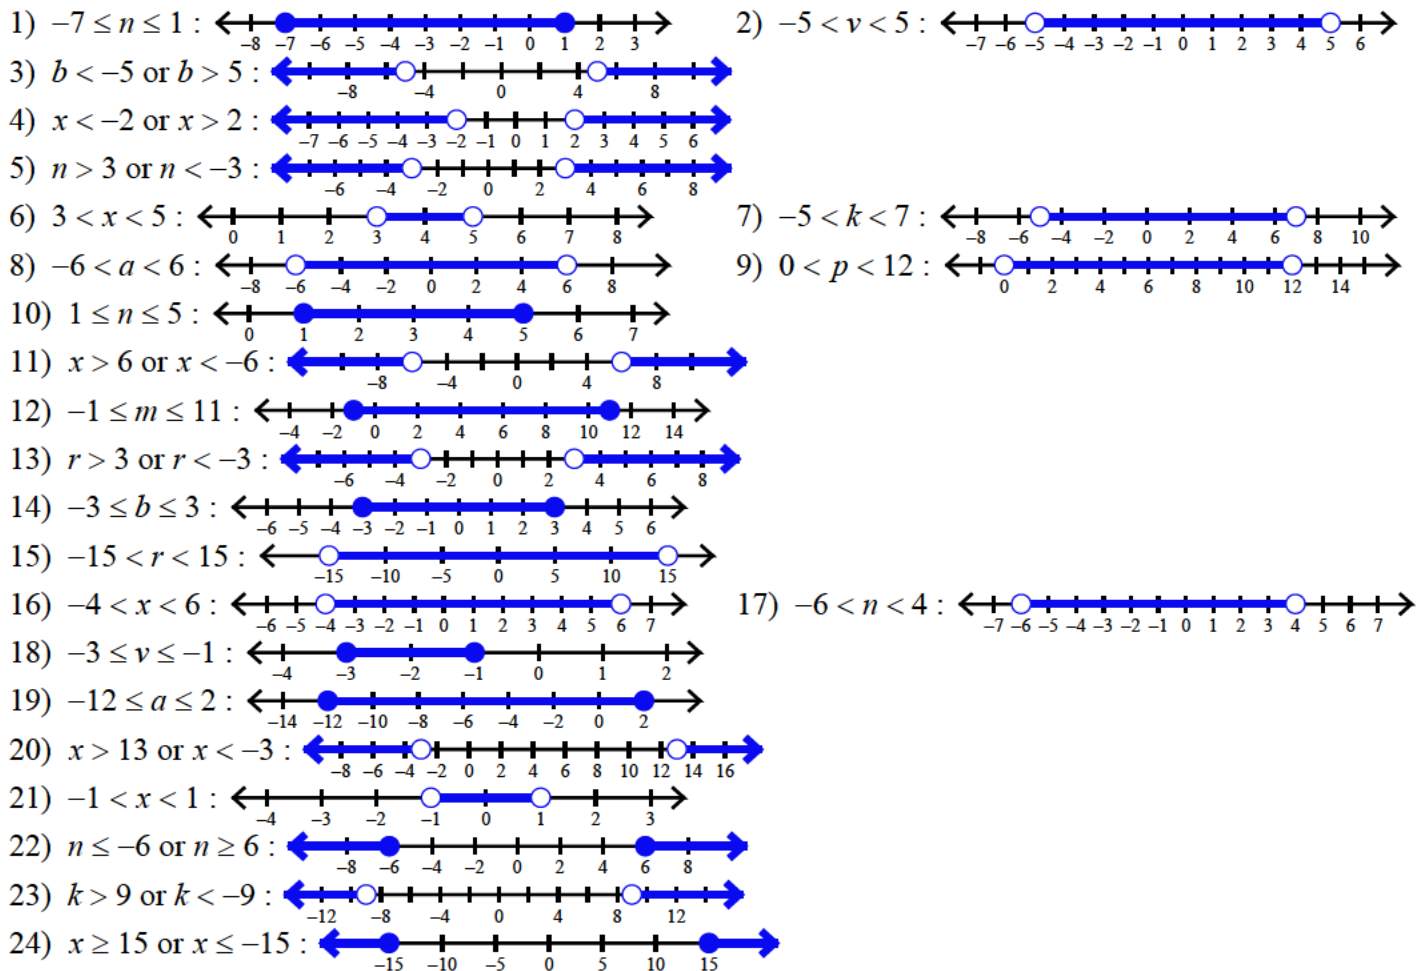 1) −7 ≤ n ≤ 1 : 2) −5 < v < 5 :
−8 −7 −6 −5 −4 −3 −2 −1 0 1 2 3 −7 −6 −5 −4 −3 −2 −1 0 1 2 3 4 5 6
3) b < −5 or b > 5 :
−8 −4 0 4 8
4) x < −2 or x > 2 :
−7 −6 −5 −4 −3 −2 −1 0 1 2 3 4 5 6
5) n > 3 or n < −3 :
−6 −4 −2 0 2 4 6 8
6) 3 < x < 5 : 7) −5 < k < 7 :
0 1 2 3 4 5 6 7 8 −8 −6 −4 −2 0 2 4 6 8 10
8) −6 < a < 6 : 9) 0 < p < 12 :
−8 −6 −4 −2 0 2 4 6 8 0 2 4 6 8 10 12 14
10) 1 ≤ n ≤ 5 :
0 1 2 3 4 5 6 7
11) x > 6 or x < −6 :
−8 −4 0 4 8
12) −1 ≤ m ≤ 11 :
−4 −2 0 2 4 6 8 10 12 14
13) r > 3 or r < −3 :
−6 −4 −2 0 2 4 6 8
14) −3 ≤ b ≤ 3 :
−6 −5 −4 −3 −2 −1 0 1 2 3 4 5 6
15) −15 < r < 15 :
−15 −10 −5 0 5 10 15
16) −4 < x < 6 : 17) −6 < n < 4 :
−6 −5 −4 −3 −2 −1 0 1 2 3 4 5 6 7 −7 −6 −5 −4 −3 −2 −1 0 1 2 3 4 5 6 7
18) −3 ≤ v ≤ −1 :
−4 −3 −2 −1 0 1 2
19) −12 ≤ a ≤ 2 :
−14 −12 −10 −8 −6 −4 −2 0 2
20) x > 13 or x < −3 :
−8 −6 −4 −2 0 2 4 6 8 10 12 14 16
21) −1 < x < 1 :
−4 −3 −2 −1 0 1 2 3
22) n ≤ −6 or n ≥ 6 :
−8 −6 −4 −2 0 2 4 6 8
23) k > 9 or k < −9 :
−12 −8 −4 0 4 8 12
24) x ≥ 15 or x ≤ −15 :
−15 −10 −5 0 5 10 15